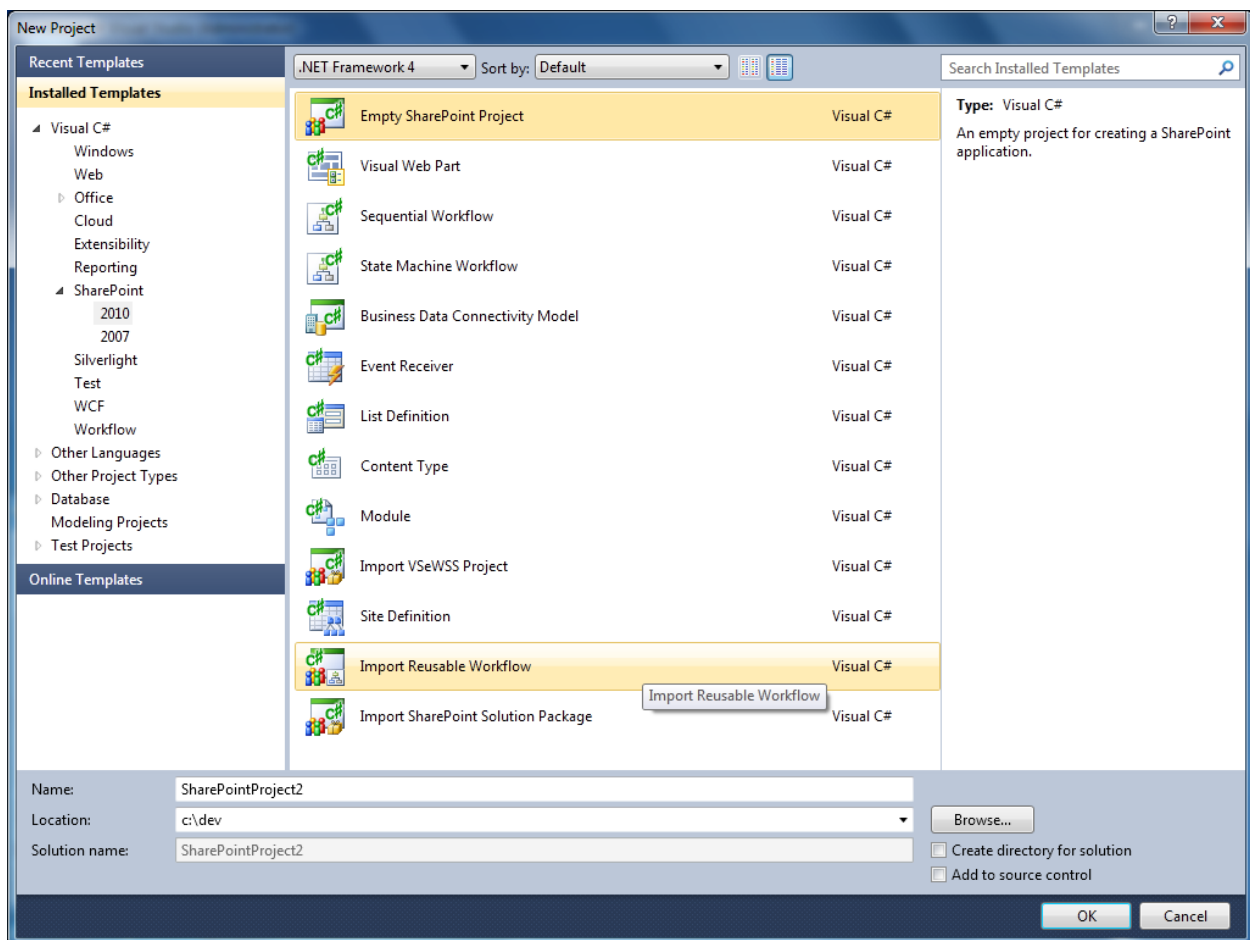 New Project
Recent Templates
Installed Templates
Visual C#
Windows
Web
Office
Cloud
Extensibility
Reporting
SharePoint
2010
2007
Silverlight
Test
WCF
Workflow
Other Languages
Other Project Types
Database
Modeling Projects
Test Projects
Online Templates
.NET Framework 4 Sort by: Default
Empty SharePoint Project Visual C#
Visual Web Part Visual C#
Sequential Workflow Visual C#
State Machine Workflow Visual C#
Business Data Connectivity Model Visual C#
Event Receiver Visual C#
List Definition Visual C#
Content Type Visual C#
Module Visual C#
Import VSeWSS Project Visual C#
Site Definition Visual C#
Import Reusable Workflow Visual C#
Import Reusable Workflow
Import SharePoint Solution Package Visual C#
Search Installed Templates
Type: Visual C#
An empty project for creating a SharePoint
application.
Name: SharePointProject2
Location: c:\dev
Browse...
Solution name: SharePointProject2
Create directory for solution
Add to source control
OK Cancel